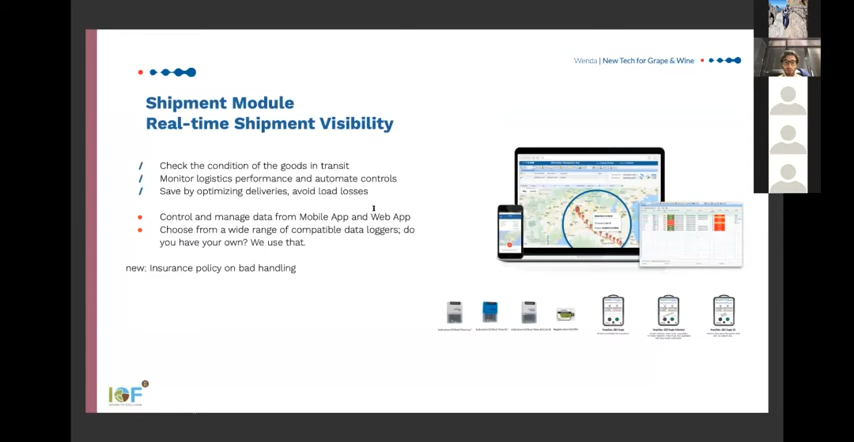 Wenda | New Tech for Grape & Wine
Shipment Module
Real-time Shipment Visibility
/ Check the condition of the goods in transit
/ Monitor logistics performance and automate controls
/ Save by optimizing deliveries, avoid load losses
• Control and manage data from Mobile App and Web App
• Choose from a wide range of compatible data loggers; do
you have your own? We use that.
new: Insurance policy on bad handling
IOF